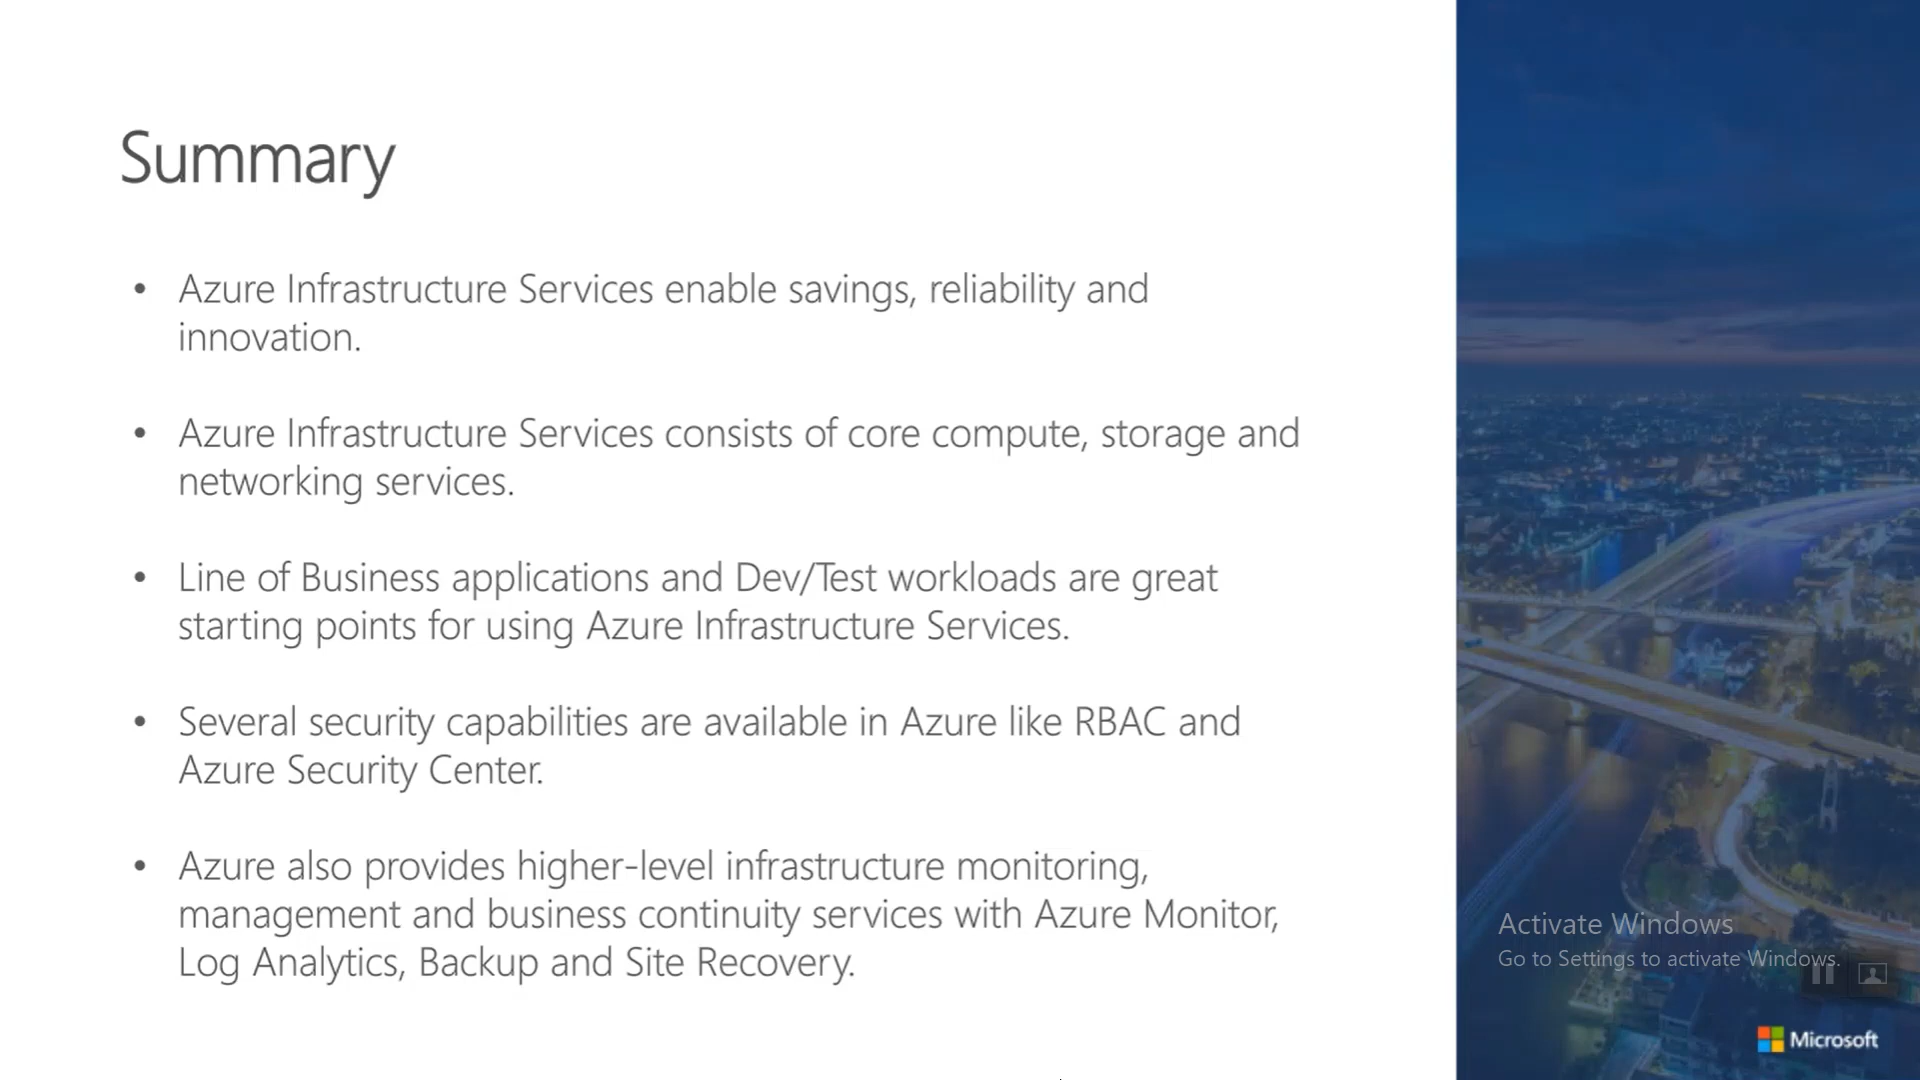 Summary
• Azure Infrastructure Services enable savings, reliability and
innovation.
• Azure Infrastructure Services consists of core compute, storage and
networking services.
• Line of Business applications and Dev/Test workloads are great
starting points for using Azure Infrastructure Services.
• Several security capabilities are available in Azure like RBAC and
Azure Security Center.
• Azure also provides higher-level infrastructure monitoring,
management and business continuity services with Azure Monitor,
Log Analytics, Backup and Site Recovery.
Activate Windows
Go to Settings to activate Windows.
Microsoft